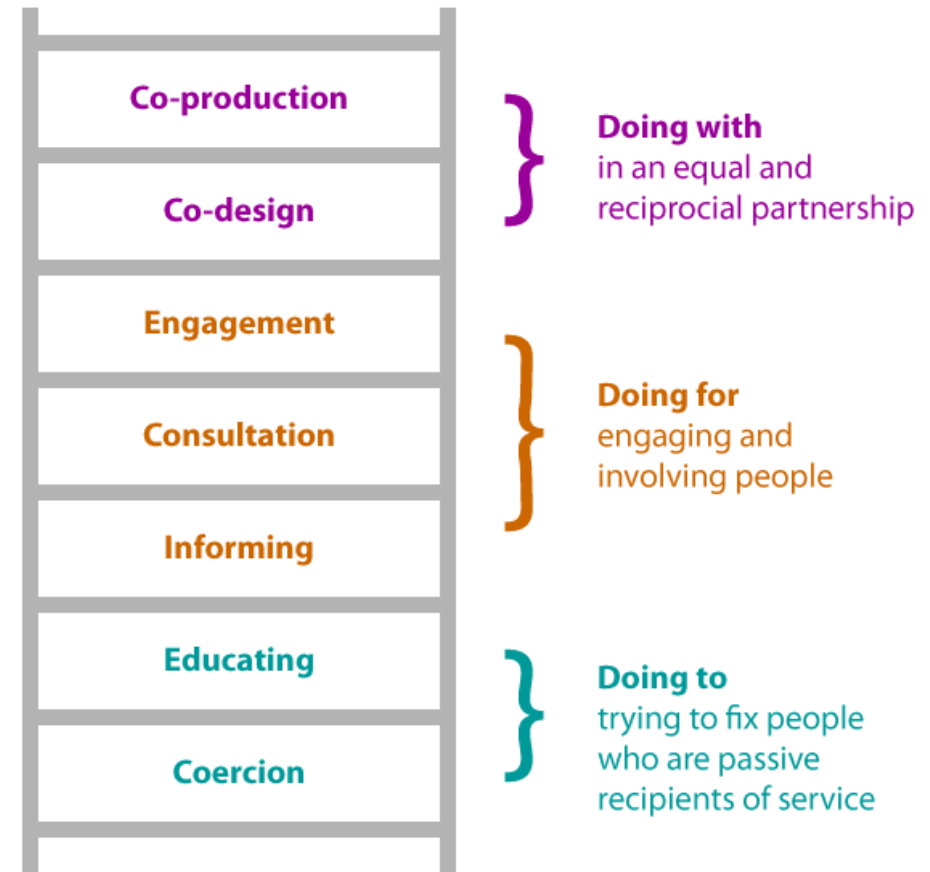 Co-production
Co-design
Doing with
in an equal and
reciprocial partnership
Engagement
Consultation
Informing
Doing for
engaging and
involving people
Educating
Coercion
Doing to
trying to fix people
who are passive
recipients of service